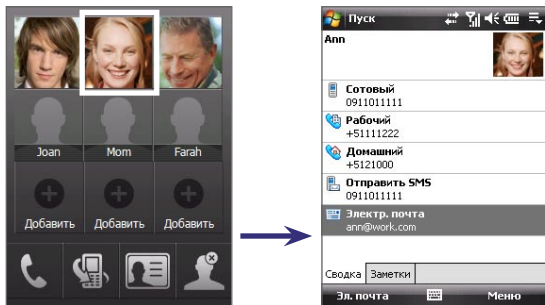 Joan Mom Farah
Добавить Добавить Добавить
Пуск
Ann
Сотовый
0911011111
Рабочий
+51111222
Домашний
+5121000
Отправить SMS
0911011111
Электр. почта
ann@work.com
Сводка Заметки
Эл. почта Меню